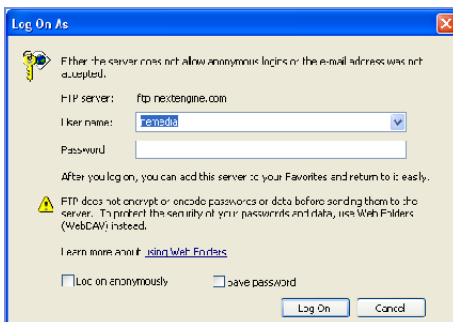 Log On As
Either the server does not allow anonymous logins or the e-mail address was not
accepted.
FTP server: ftp.nextengine.com
User name: nemedia
Password
After you log on, you can add this server to your Favorites and return to it easily.
FTP does not encrypt or encode passwords or data before sending them to the
server. To protect the security of your passwords and data, use Web Folders
(WebDAV) instead.
Learn more about using Web Folders.
Log on anonymously Save password
Log On Cancel